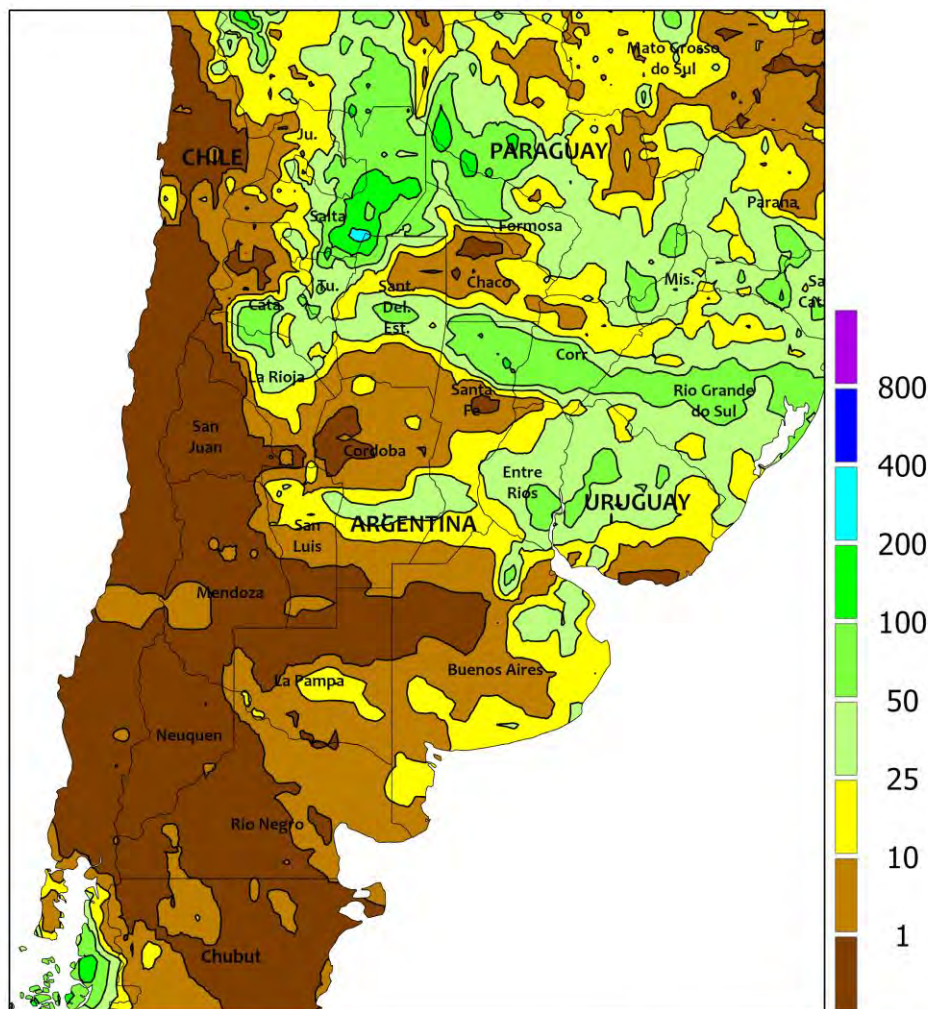 Mato Grosso
do Sul
Ju.
CHILE
PARAGUAY
Parana
Salta
Formosa
Tu.
Sant.
Del.
Est.
Chaco
Mis.
Sa
Cat
Cata.
800
Corr
La Rioja
Santa
Fe
Rio Grande
do Sul
San
Juan
Cordoba
400
Entre
Rios
URUGUAY
ARGENTINA
San
Luis
200
Mendoza
100
Buenos Aires
La Pampa
50
Neuquen
25
Rio Negro
10
1
Chubut